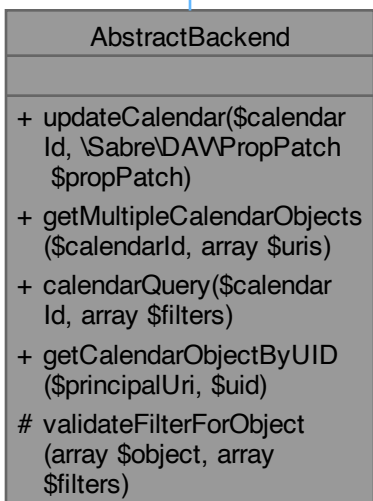 AbstractBackend
+ updateCalendar($calendar
Id, \Sabre\DAV\PropPatch
$propPatch)
+ getMultipleCalendarObjects
($calendarId, array $uris)
+ calendarQuery($calendar
Id, array $filters)
+ getCalendarObjectByUID
($principalUri, $uid)
# validateFilterForObject
(array $object, array
$filters)